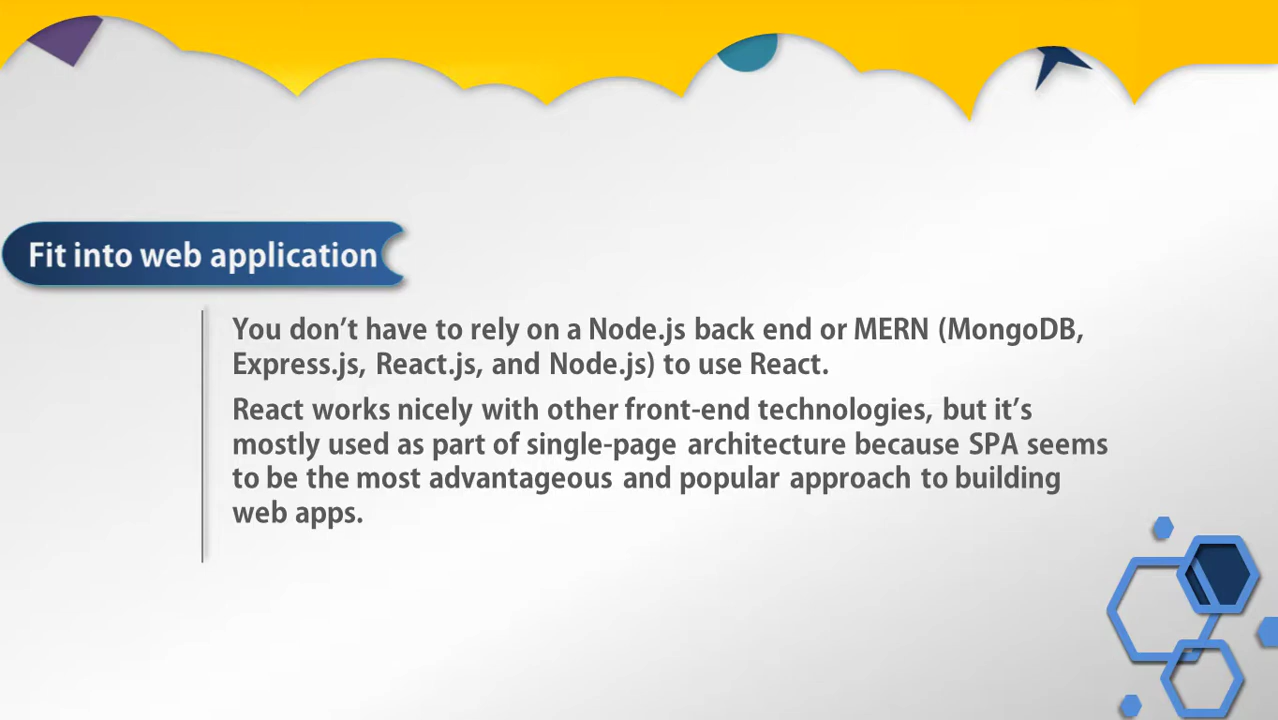 Fit into web application
You don’t have to rely on a Node.js back end or MERN (MongoDB,
Express.js, React.js, and Node.js) to use React.
React works nicely with other front-end technologies, but it’s
mostly used as part of single-page architecture because SPA seems
to be the most advantageous and popular approach to building
web apps.